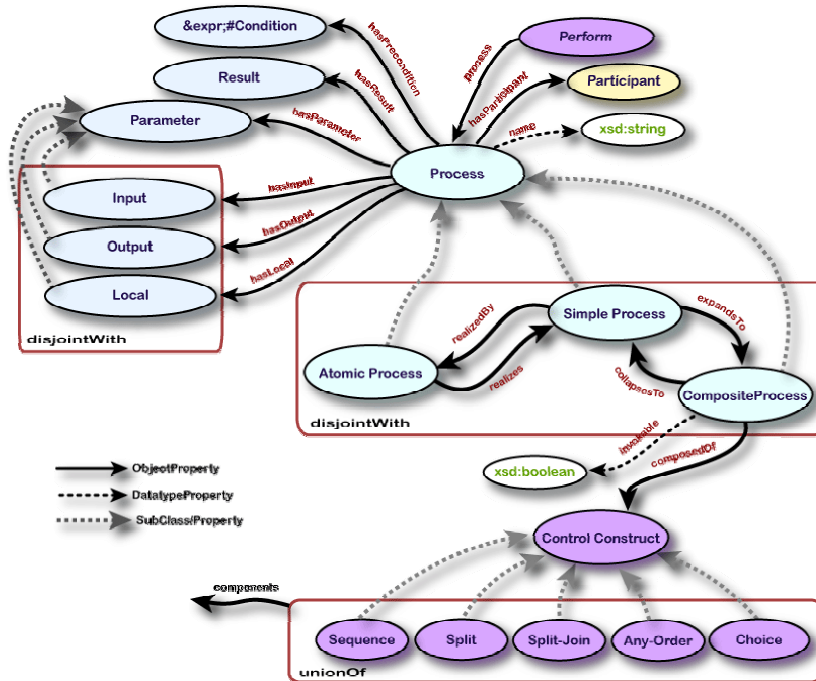 &expr;#Condition
Perform
Result
Participant
Parameter
xsd:string
hasPrecondition
hasResult
hasParameter
process
hasParticipant
name
Process
Input
Output
Local
hasInput
hasOutput
hasLocal
disjointWith
Simple Process
realizedBy
realizes
expandsTo
collapsesTo
Atomic Process
CompositeProcess
disjointWith
invokable
composedOf
xsd:boolean
ObjectProperty
DatatypeProperty
SubClass/Property
Control Construct
components
Sequence
Split
Split-Join
Any-Order
Choice
unionOf